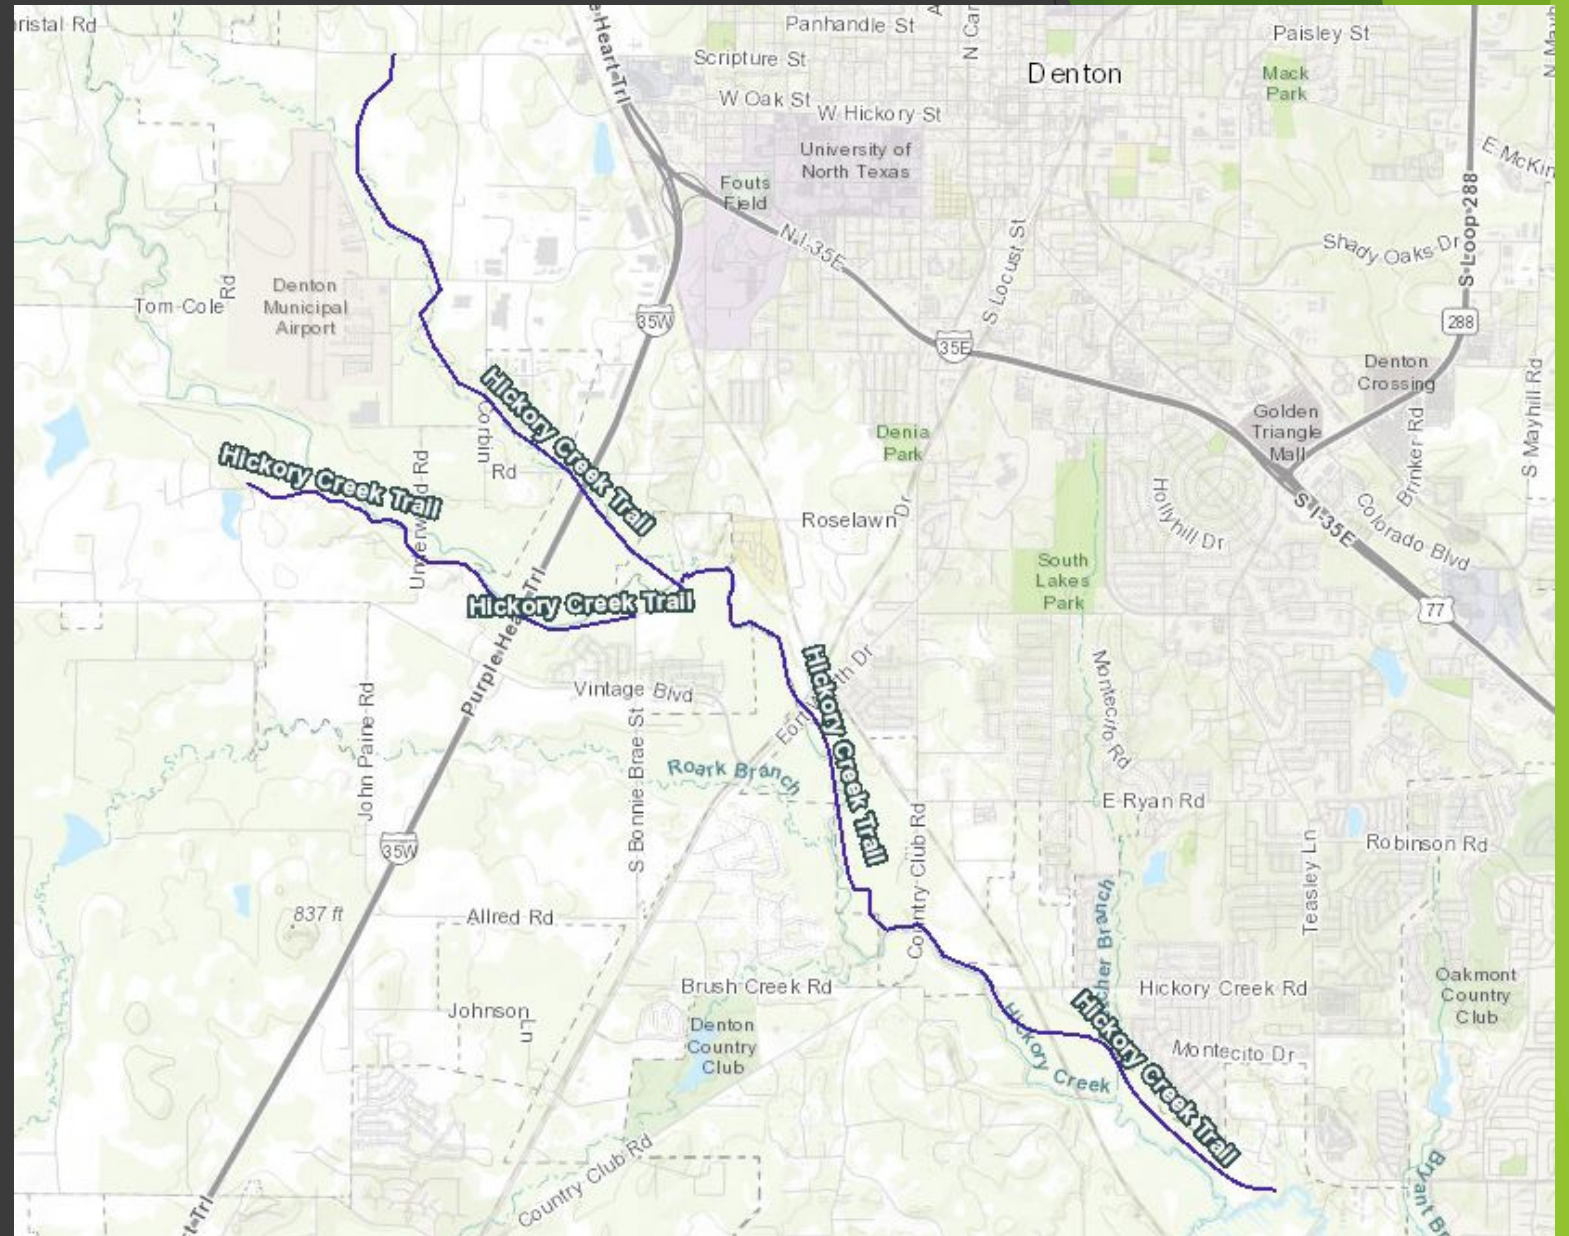 Panhandle St
Paisley St
Scripture St
Denton
Mack
Park
W Oak St
W Hickory St
University of
North Texas
Fouts
Field
N I-35E
S Locust St
Shady Oaks Dr
S Loop 288
Tom Cole
Rd
Denton
Municipal
Airport
35W
35E
288
Denton
Crossing
Golden
Triangle
Mall
Brinker Rd
S Mayhill Rd
HIckory Creek Trail
Corbin
Rd
Denia
Park
HIckory Creek Trail
Roselawn
Dr
Hollyhill Dr
S I-35E
Colorado Blvd
South
Lakes
Park
77
HIckory Creek Trail
Vintage Blvd
HIckory Creek Trail
Montecito Rd
John Paine Rd
S Bonnie Brae St
Roark Branch
E Ryan Rd
Robinson Rd
Teasley Ln
35W
Country Club Rd
837 ft
Allred Rd
Brush Creek Rd
Hickory Creek Rd
Oakmont
Country
Club
Johnson
Ln
Denton
Country
Club
Hickory Creek
HIckory Creek Trail
Montecito Dr
Country Club Rd